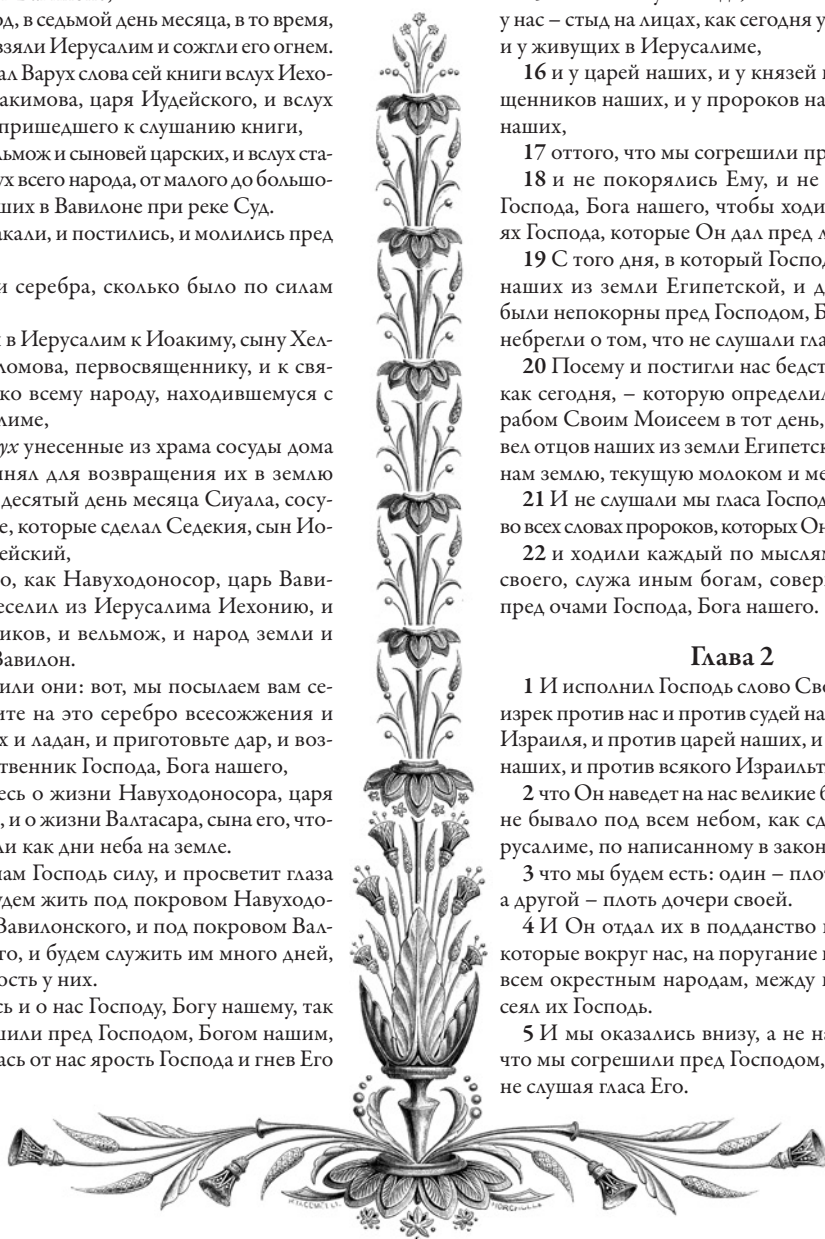 од, в седьмой день месяца, в то время,
взяли Иерусалим и сожгли его огнем.
ал Варух слова сей книги вслух Иехо-
акимова, царя Иудейского, и вслух
пришедшего к слушанию книги,
льмож и сыновей царских, и вслух ста-
ух всего народа, от малого до большо-
ших в Вавилоне при реке Суд.
акали, и постились, и молились пред
и серебра, сколько было по силам
в Иерусалим к Иоакиму, сыну Хел-
ломова, первосвященнику, и к свя-
ко всему народу, находившемуся с
лиме,
ух унесенные из храма сосуды дома
инял для возвращения их в землю
десятый день месяца Сиуала, сосу-
е, которые сделал Седекия, сын Ио-
ейский,
о, как Навуходоносор, царь Вави-
еселил из Иерусалима Иехонию, и
ников, и вельмож, и народ земли и
Вавилон.
или они: вот, мы посылаем вам се-
ите на это серебро всесожжения и
х и ладан, и приготовьте дар, и воз-
твенник Господа, Бога нашего,
есь о жизни Навуходоносора, царя
, и о жизни Валтасара, сына его, что-
ли как дни неба на земле.
нам Господь силу, и просветит глаза
удем жить под покровом Навуходо-
Вавилонского, и под покровом Вал-
го, и будем служить им много дней,
ость у них.
сь и о нас Господу, Богу нашему, так
шили пред Господом, Богом нашим,
ась от нас ярость Господа и гнев Его
у нас – стыд на лицах, как сегодня у
и у живущих в Иерусалиме,
16 и у царей наших, и у князей н
щенников наших, и у пророков на
наших,
17 оттого, что мы согрешили пр
18 и не покорялись Ему, и не
Господа, Бога нашего, чтобы ходи
ях Господа, которые Он дал пред л
19 С того дня, в который Господ
наших из земли Египетской, и д
были непокорны пред Господом, Б
небрегли о том, что не слушали гла
20 Посему и постигли нас бедст
как сегодня, – которую определил
рабом Своим Моисеем в тот день,
вел отцов наших из земли Египетск
нам землю, текущую молоком и ме
21 И не слушали мы гласа Господ
во всех словах пророков, которых Он
22 и ходили каждый по мыслям
своего, служа иным богам, совер
пред очами Господа, Бога нашего.
Глава 2
1 И исполнил Господь слово Сво
изрек против нас и против судей на
Израиля, и против царей наших, и
наших, и против всякого Израильт
2 что Он наведет на нас великие б
не бывало под всем небом, как сд
русалиме, по написанному в закон
3 что мы будем есть: один – плот
а другой – плоть дочери своей.
4 И Он отдал их в подданство
которые вокруг нас, на поругание
всем окрестным народам, между
сеял их Господь.
5 И мы оказались внизу, а не на
что мы согрешили пред Господом,
не слушая гласа Его.